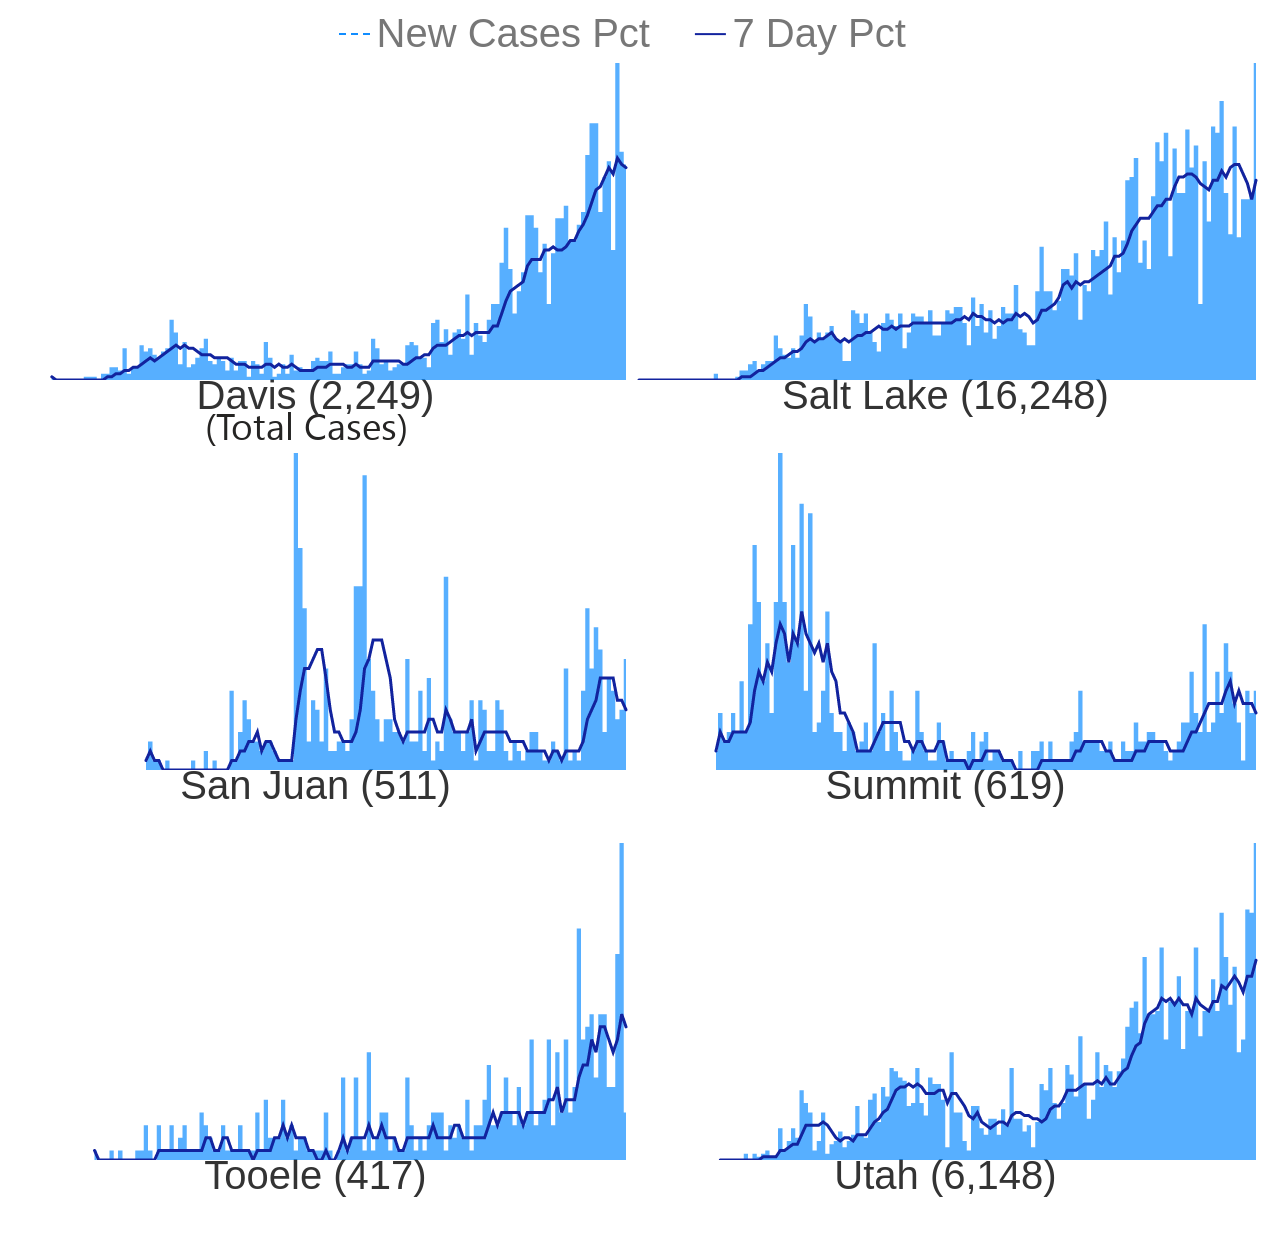 New Cases Pct 7 Day Pct
Davis (2,249) Salt Lake (16,248)
(Total Cases)
San Juan (511) Summit (619)
Tooele (417) Utah (6,148)